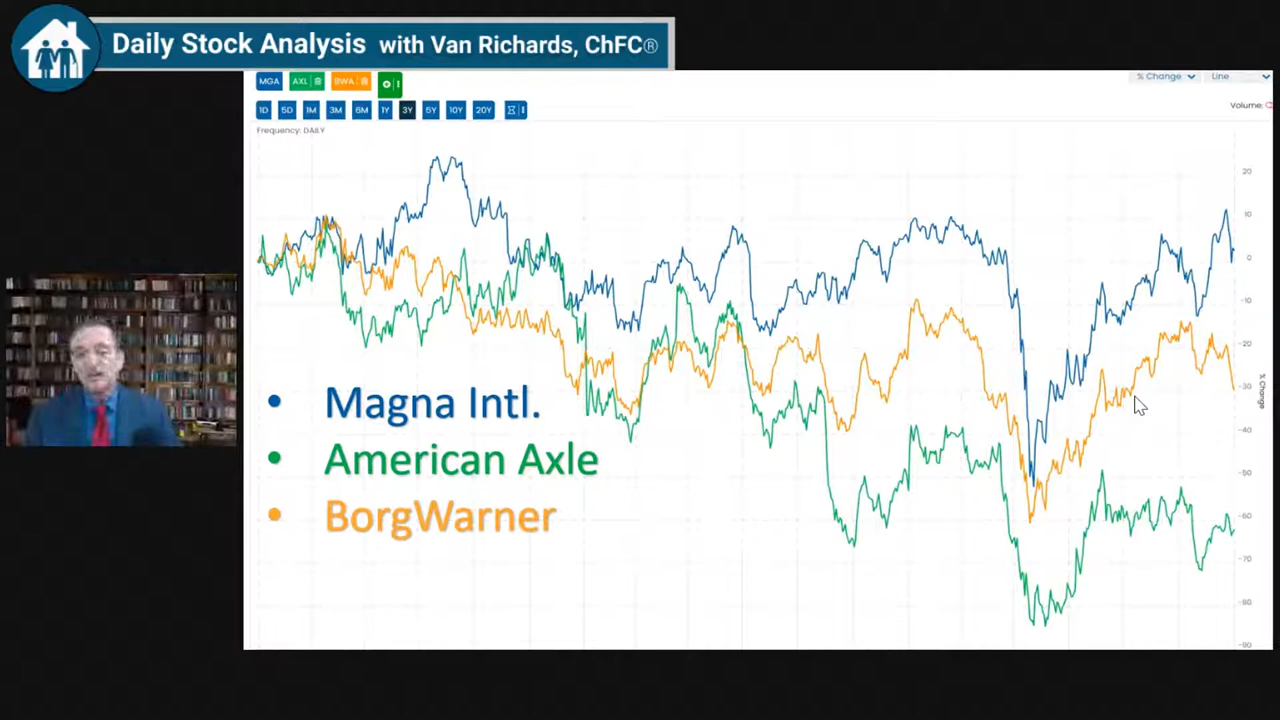 Daily Stock Analysis with Van Richards, ChFC®
MGA AXL BWA
% Change Line
1D 5D 1M 3M 6M 1Y 3Y 5Y 10Y 20Y
Volume:
Frequency: DAILY
20
10
0
-10
-20
-30
-40
-50
-60
-70
-80
-90
% Change
• Magna Intl.
• American Axle
• BorgWarner